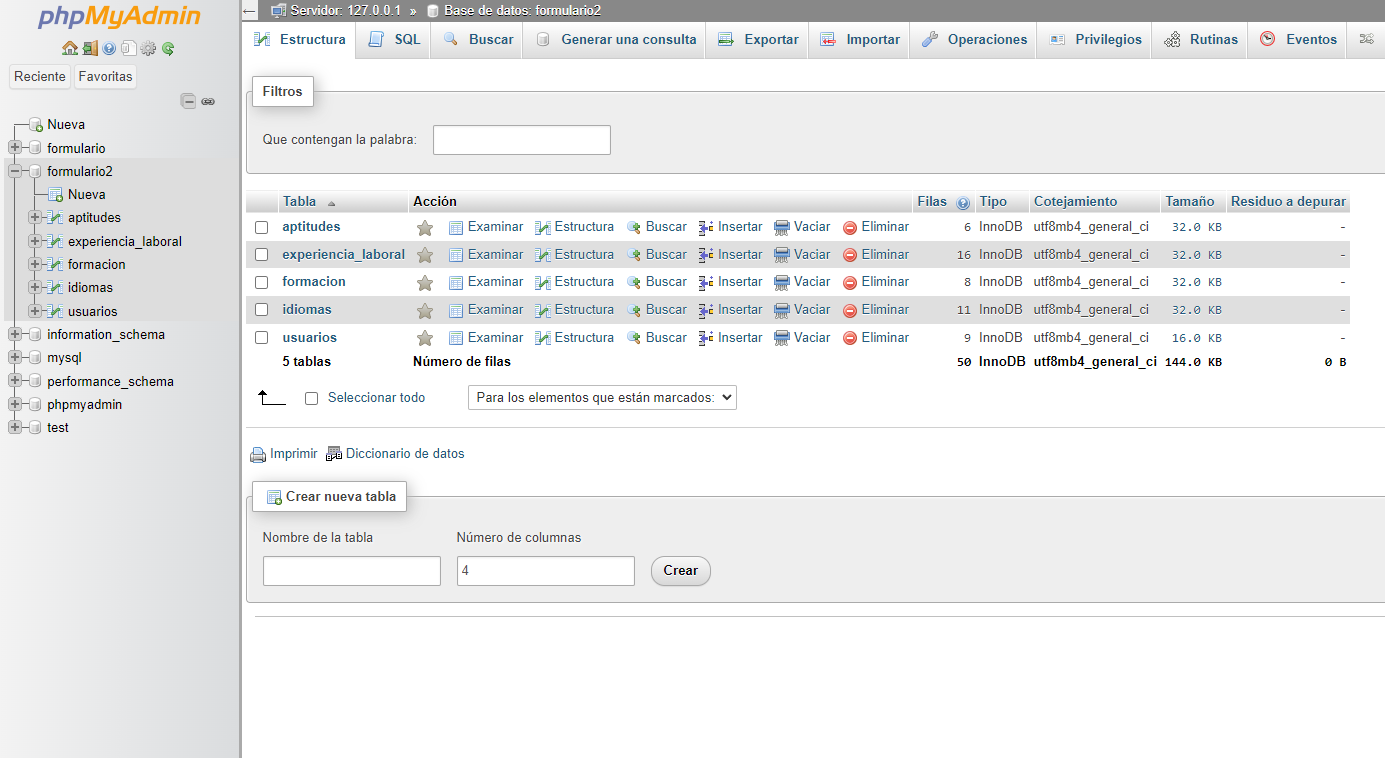 phpMyAdmin
Reciente Favoritas
Nueva
formulario
formulario2
Nueva
aptitudes
experiencia_laboral
formacion
idiomas
usuarios
information_schema
mysql
performance_schema
phpmyadmin
test
← Servidor: 127.0.0.1 » Base de datos: formulario2
Estructura SQL Buscar Generar una consulta Exportar Importar Operaciones Privilegios Rutinas Eventos
Filtros
Que contengan la palabra:
Tabla Acción Filas Tipo Cotejamiento Tamaño Residuo a depurar
aptitudes Examinar Estructura Buscar Insertar Vaciar Eliminar 6 InnoDB utf8mb4_general_ci 32.0 KB -
experiencia_laboral Examinar Estructura Buscar Insertar Vaciar Eliminar 16 InnoDB utf8mb4_general_ci 32.0 KB -
formacion Examinar Estructura Buscar Insertar Vaciar Eliminar 8 InnoDB utf8mb4_general_ci 32.0 KB -
idiomas Examinar Estructura Buscar Insertar Vaciar Eliminar 11 InnoDB utf8mb4_general_ci 32.0 KB -
usuarios Examinar Estructura Buscar Insertar Vaciar Eliminar 9 InnoDB utf8mb4_general_ci 16.0 KB -
5 tablas Número de filas 50 InnoDB utf8mb4_general_ci 144.0 KB 0 B
Seleccionar todo Para los elementos que están marcados:
Imprimir Diccionario de datos
Crear nueva tabla
Nombre de la tabla Número de columnas
4 Crear